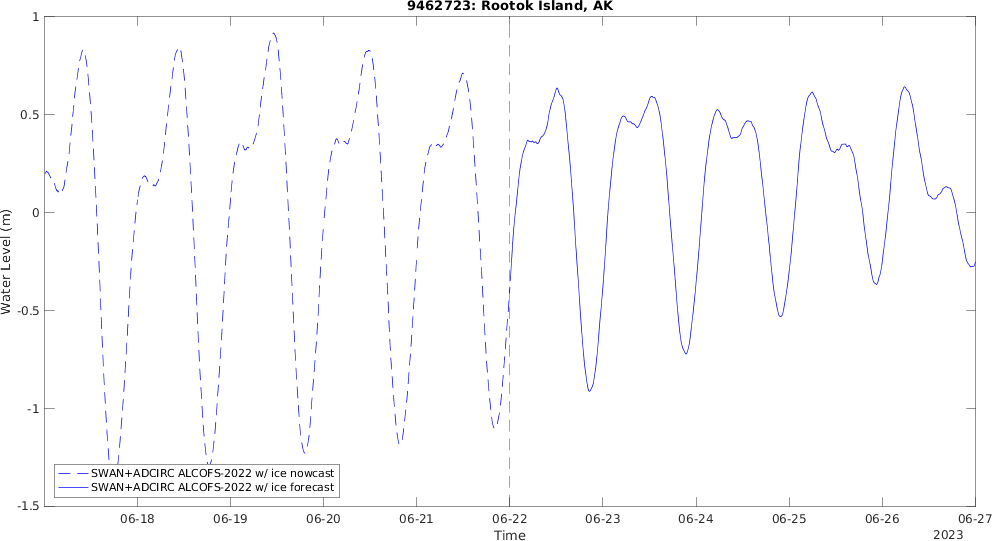 9462723: Rootok Island, AK
1
0.5
0
-0.5
-1
-1.5
Water Level (m)
SWAN+ADCIRC ALCOFS-2022 w/ ice nowcast
SWAN+ADCIRC ALCOFS-2022 w/ ice forecast
06-18 06-19 06-20 06-21 06-22 06-23 06-24 06-25 06-26 06-27
Time
2023